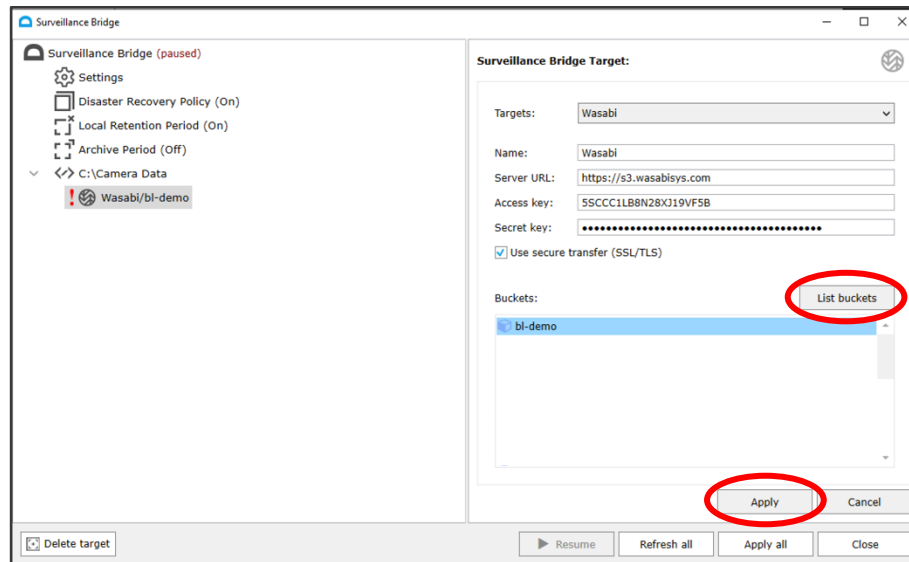 Surveillance Bridge
Surveillance Bridge (paused)
Settings
Disaster Recovery Policy (On)
Local Retention Period (On)
Archive Period (Off)
C:\Camera Data
Wasabi/bl-demo
Surveillance Bridge Target:
Targets: Wasabi
Name: Wasabi
Server URL: https://s3.wasabisys.com
Access key: 5SCCC1LB8N28XJ19VF5B
Secret key: ••••••••••••••••••••••••••••••••••••••••
Use secure transfer (SSL/TLS)
Buckets: List buckets
bl-demo
Apply Cancel
Delete target Resume Refresh all Apply all Close